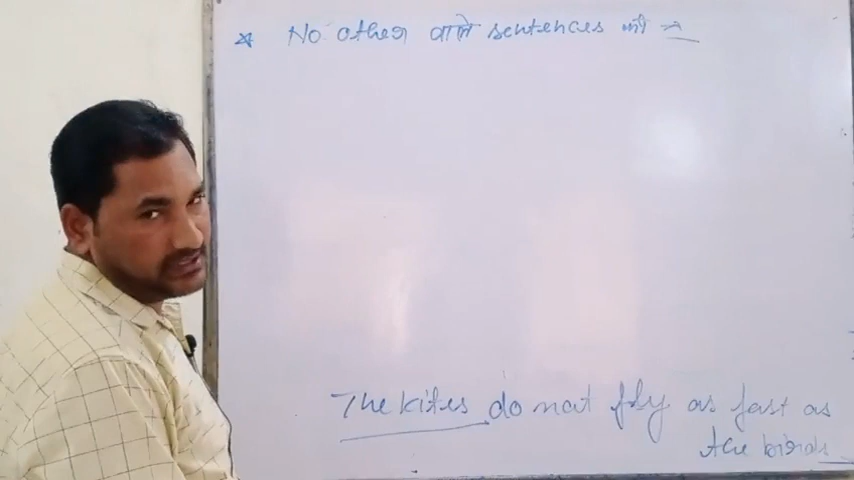 * No other वाले sentences में :-
The kites do not fly as fast as
the birds